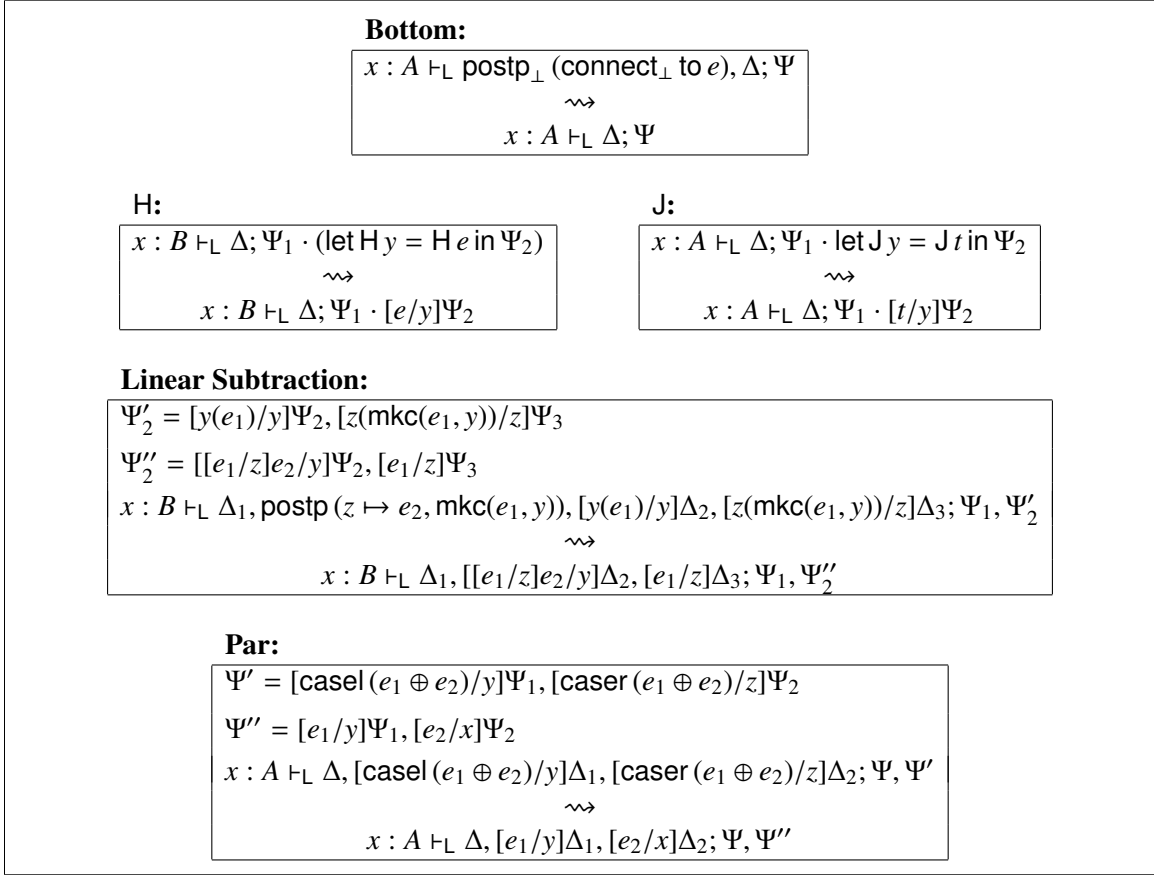 Bottom:
x : A ⊢L postp⊥ (connect⊥ to e), Δ; Ψ
⇝
x : A ⊢L Δ; Ψ
H:
x : B ⊢L Δ; Ψ1 · (let H y = H e in Ψ2)
⇝
x : B ⊢L Δ; Ψ1 · [e/y]Ψ2
J:
x : A ⊢L Δ; Ψ1 · let J y = J t in Ψ2
⇝
x : A ⊢L Δ; Ψ1 · [t/y]Ψ2
Linear Subtraction:
Ψ′2 = [y(e1)/y]Ψ2, [z(mkc(e1, y))/z]Ψ3
Ψ′′2 = [[e1/z]e2/y]Ψ2, [e1/z]Ψ3
x : B ⊢L Δ1, postp (z ↦ e2, mkc(e1, y)), [y(e1)/y]Δ2, [z(mkc(e1, y))/z]Δ3; Ψ1, Ψ′2
⇝
x : B ⊢L Δ1, [[e1/z]e2/y]Δ2, [e1/z]Δ3; Ψ1, Ψ′′2
Par:
Ψ′ = [casel (e1 ⊕ e2)/y]Ψ1, [caser (e1 ⊕ e2)/z]Ψ2
Ψ′′ = [e1/y]Ψ1, [e2/x]Ψ2
x : A ⊢L Δ, [casel (e1 ⊕ e2)/y]Δ1, [caser (e1 ⊕ e2)/z]Δ2; Ψ, Ψ′
⇝
x : A ⊢L Δ, [e1/y]Δ1, [e2/x]Δ2; Ψ, Ψ′′